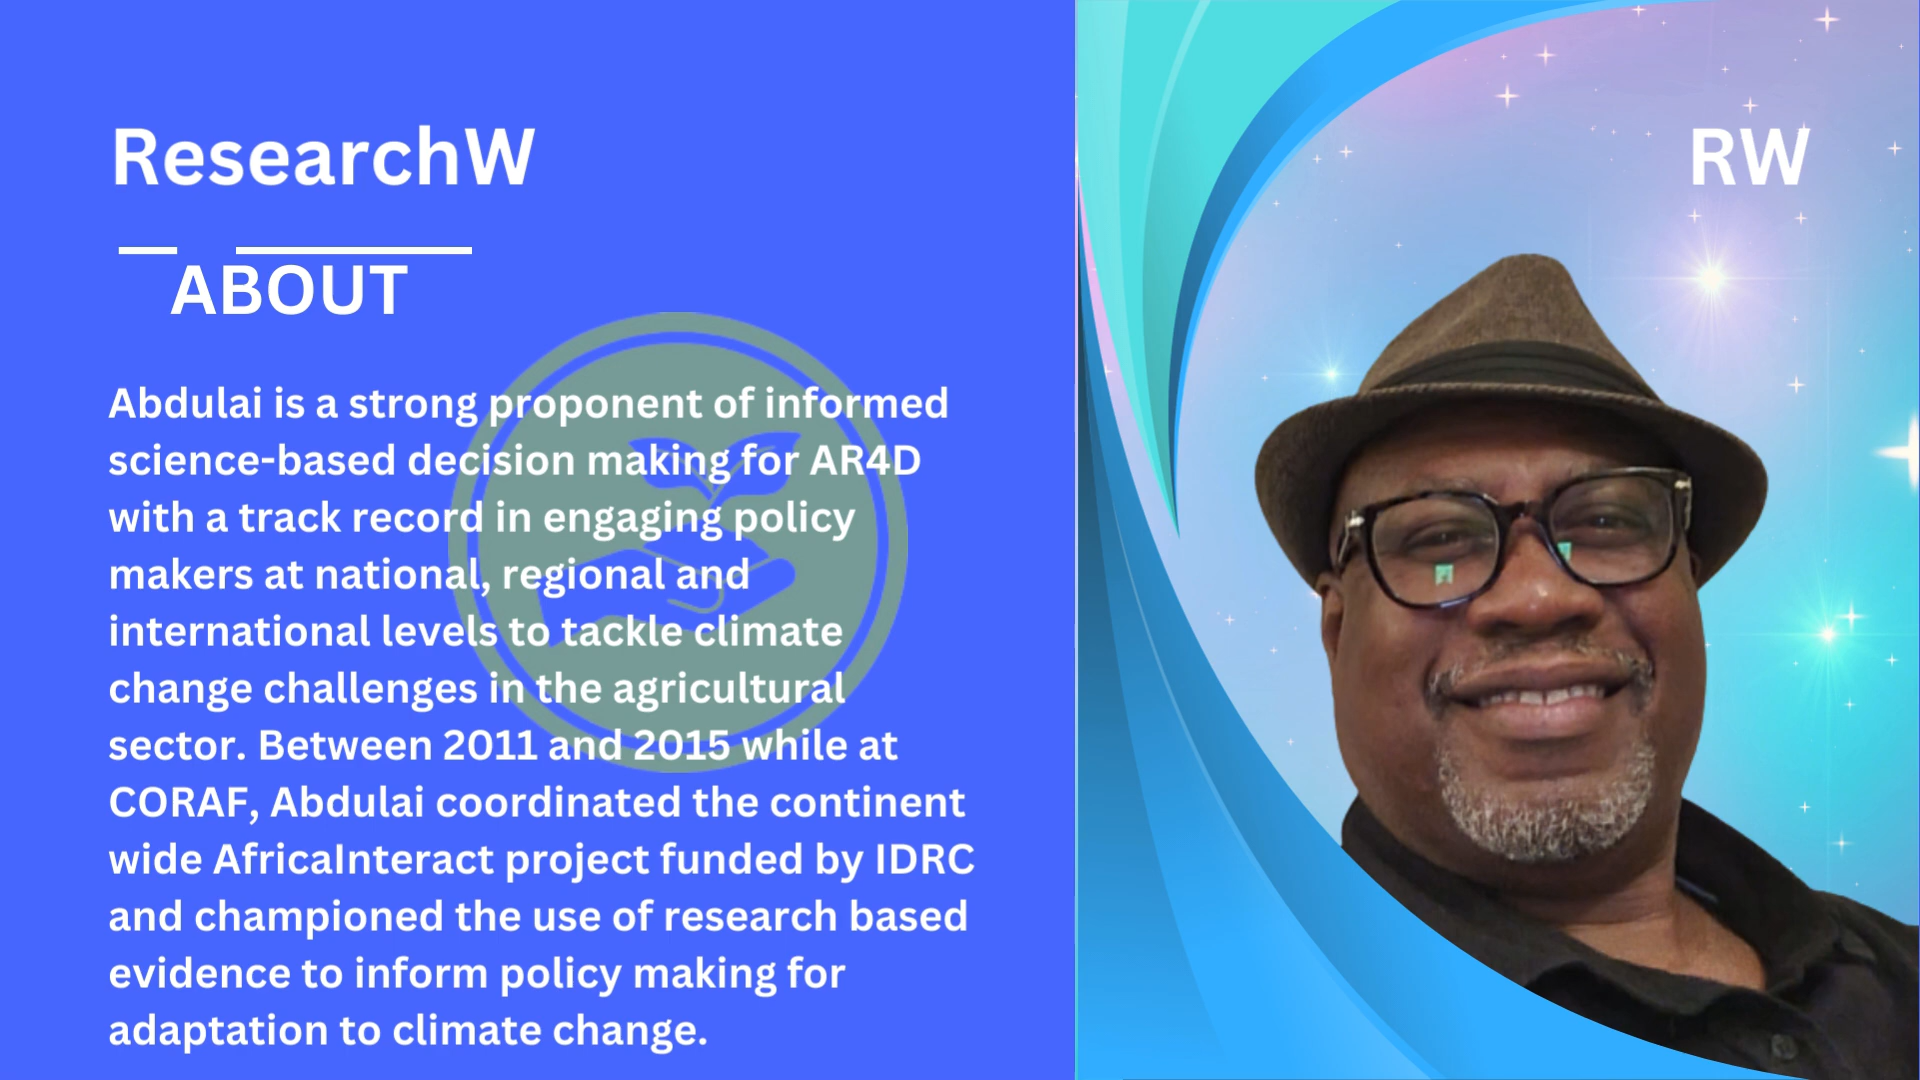 ResearchW
RW
ABOUT
Abdulai is a strong proponent of informed
science-based decision making for AR4D
with a track record in engaging policy
makers at national, regional and
international levels to tackle climate
change challenges in the agricultural
sector. Between 2011 and 2015 while at
CORAF, Abdulai coordinated the continent
wide AfricaInteract project funded by IDRC
and championed the use of research based
evidence to inform policy making for
adaptation to climate change.